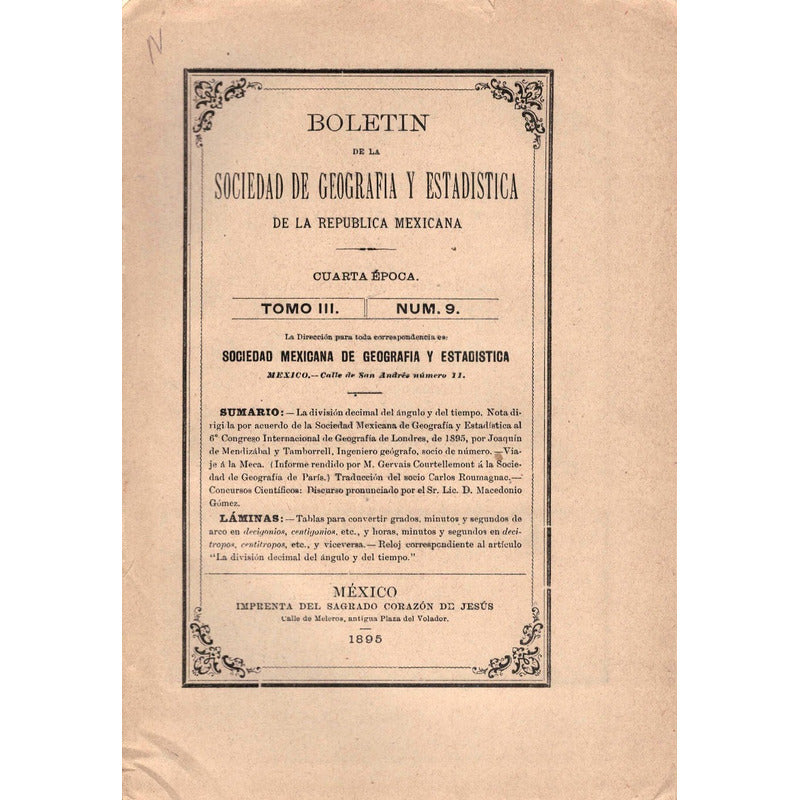 N
BOLETIN
DE LA
SOCIEDAD DE GEOGRAFIA Y ESTADISTICA
DE LA REPUBLICA MEXICANA
CUARTA ÉPOCA.
TOMO III. NUM. 9.
La Dirección para toda correspondencia es:
SOCIEDAD MEXICANA DE GEOGRAFIA Y ESTADISTICA
MEXICO.—Calle de San Andrés número 11.
SUMARIO:—La división decimal del ángulo y del tiempo. Nota di-
rigi la por acuerdo de la Sociedad Mexicana de Geografía y Estadística al
6º Congreso Internacional de Geografía de Londres, de 1895, por Joaquín
de Mendizábal y Tamborrell, Ingeniero geógrafo, socio de número.—Via-
je á la Meca. (Informe rendido por M. Gervais Courtellemont á la Socie-
dad de Geografía de París.) Traducción del socio Carlos Roumagnac.—
Concursos Científicos: Discurso pronunciado por el Sr. Lic. D. Macedonio
Gómez.
LÁMINAS:—Tablas para convertir grados, minutos y segundos de
arco en decigonios, centigonios, etc., y horas, minutos y segundos en deci-
tropos, centitropos, etc., y viceversa.—Reloj correspondiente al artículo
"La división decimal del ángulo y del tiempo."
MÉXICO
IMPRENTA DEL SAGRADO CORAZÓN DE JESÚS
Calle de Meleros, antigua Plaza del Volador.
1895